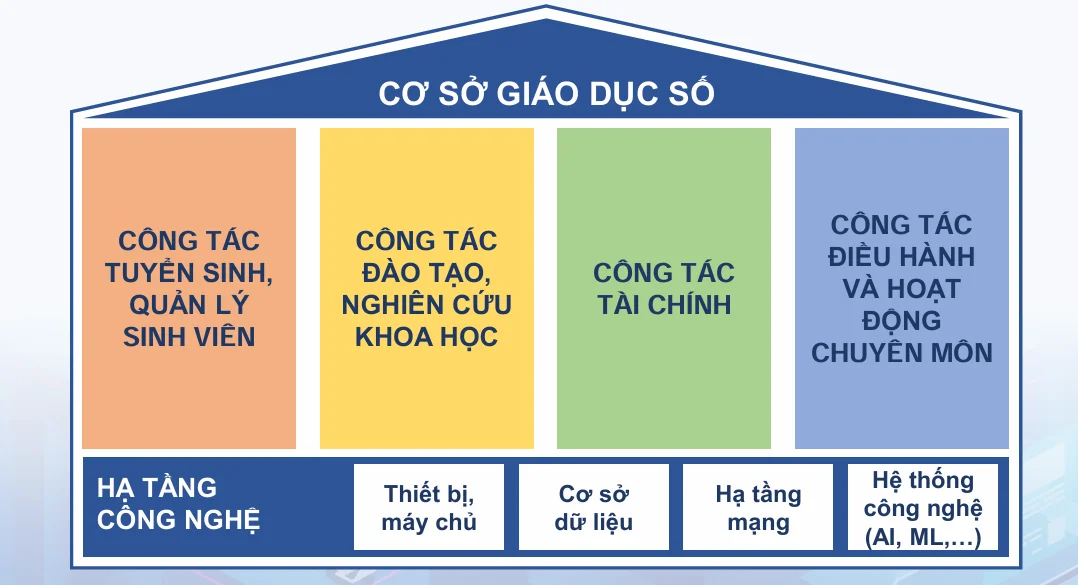 CƠ SỞ GIÁO DỤC SỐ
CÔNG TÁC
TUYỂN SINH,
QUẢN LÝ
SINH VIÊN
CÔNG TÁC
ĐÀO TẠO,
NGHIÊN CỨU
KHOA HỌC
CÔNG TÁC
TÀI CHÍNH
CÔNG TÁC
ĐIỀU HÀNH
VÀ HOẠT
ĐỘNG
CHUYÊN MÔN
HẠ TẦNG
CÔNG NGHỆ
Thiết bị,
máy chủ
Cơ sở
dữ liệu
Hạ tầng
mạng
Hệ thống
công nghệ
(AI, ML,...)